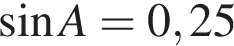 sin A = 0,25